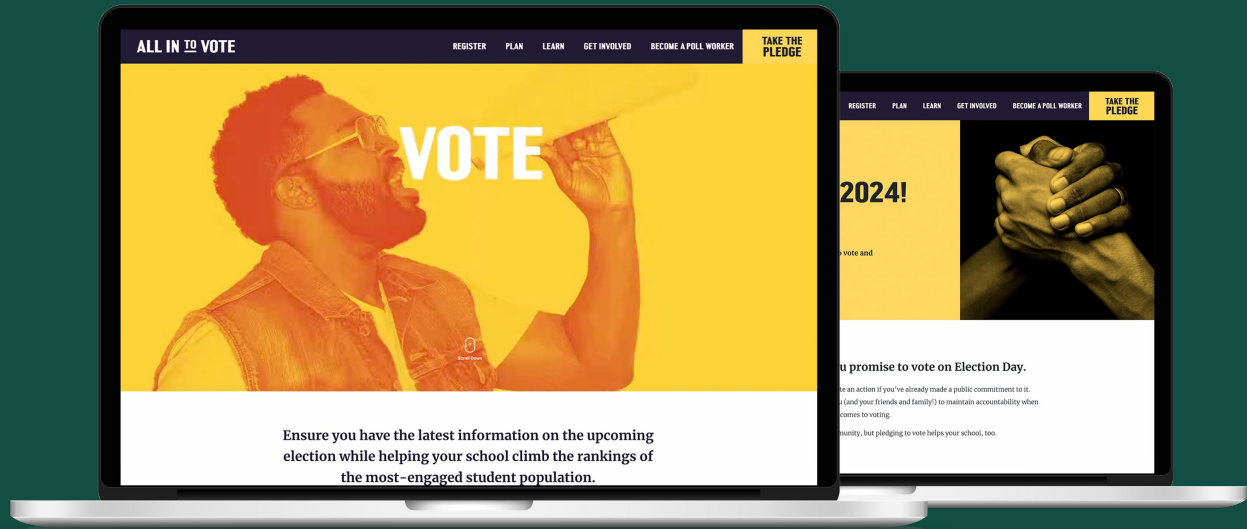 ALL IN TO VOTE
REGISTER PLAN LEARN GET INVOLVED BECOME A POLL WORKER
TAKE THE
PLEDGE
VOTE
Scroll Down
Ensure you have the latest information on the upcoming
election while helping your school climb the rankings of
the most-engaged student population.
REGISTER PLAN LEARN GET INVOLVED BECOME A POLL WORKER
TAKE THE
PLEDGE
2024!
vote and
u promise to vote on Election Day.
te an action if you've already made a public commitment to it.
(and your friends and family!) to maintain accountability when
comes to voting.
munity, but pledging to vote helps your school, too.